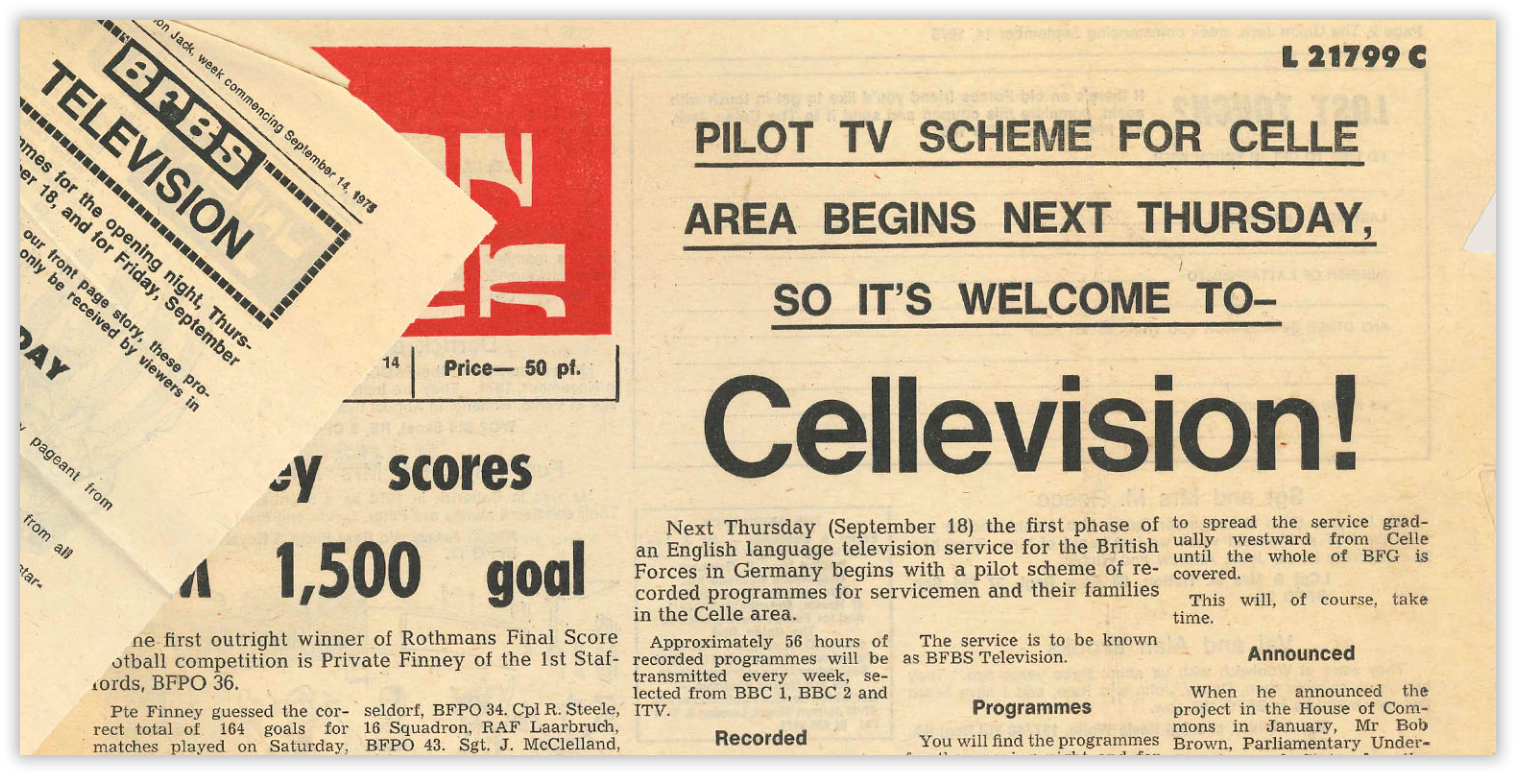 on Jack, week commencing September 14, 1975
BFBS
TELEVISION
mes for the opening night, Thurs-
er 18, and for Friday, September
our front page story, these pro-
only be received by viewers in
DAY
pageant from
from all
star-
14
Price— 50 pf.
ey scores
1,500 goal
he first outright winner of Rothmans Final Score
otball competition is Private Finney of the 1st Staf-
fords, BFPO 36.
Pte Finney guessed the cor-
rect total of 164 goals for
matches played on Saturday,
seldorf, BFPO 34. Cpl R. Steele,
16 Squadron, RAF Laarbruch,
BFPO 43. Sgt. J. McClelland,
L 21799 C
PILOT TV SCHEME FOR CELLE
AREA BEGINS NEXT THURSDAY,
SO IT'S WELCOME TO–
Cellevision!
Next Thursday (September 18) the first phase of
an English language television service for the British
Forces in Germany begins with a pilot scheme of re-
corded programmes for servicemen and their families
in the Celle area.
Approximately 56 hours of
recorded programmes will be
transmitted every week, se-
lected from BBC 1, BBC 2 and
ITV.
Recorded
The service is to be known
as BFBS Television.
Programmes
You will find the programmes
to spread the service grad-
ually westward from Celle
until the whole of BFG is
covered.
This will, of course, take
time.
Announced
When he announced the
project in the House of Com-
mons in January, Mr Bob
Brown, Parliamentary Under-